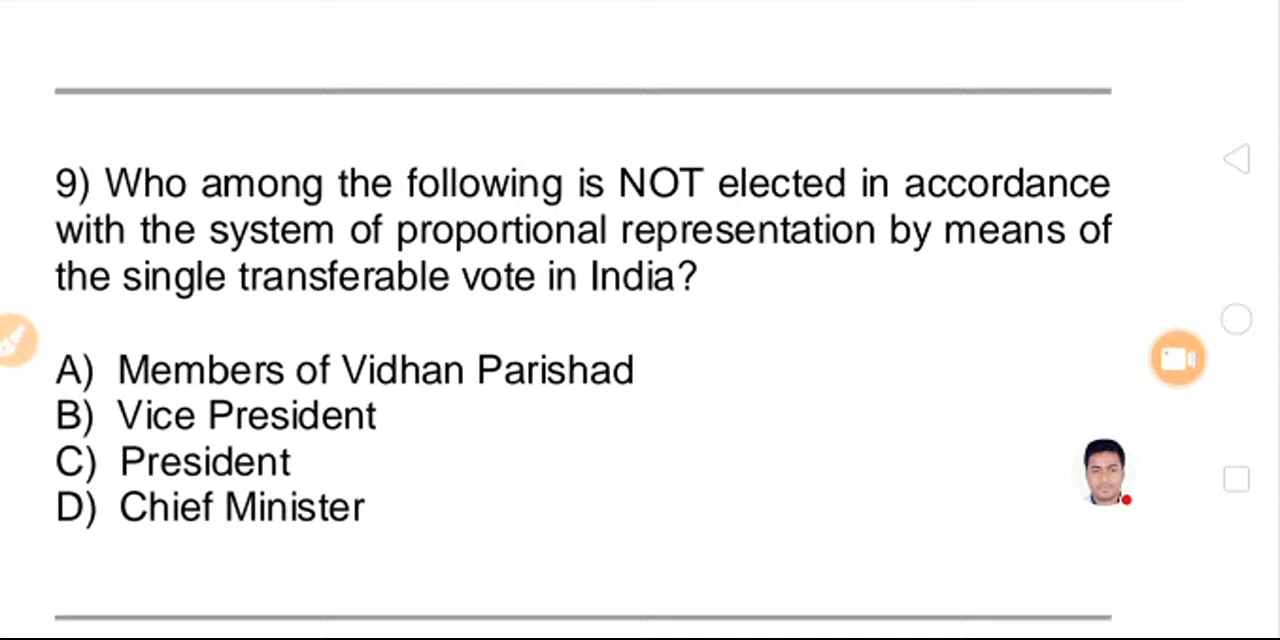 9) Who among the following is NOT elected in accordance
with the system of proportional representation by means of
the single transferable vote in India?
A) Members of Vidhan Parishad
B) Vice President
C) President
D) Chief Minister